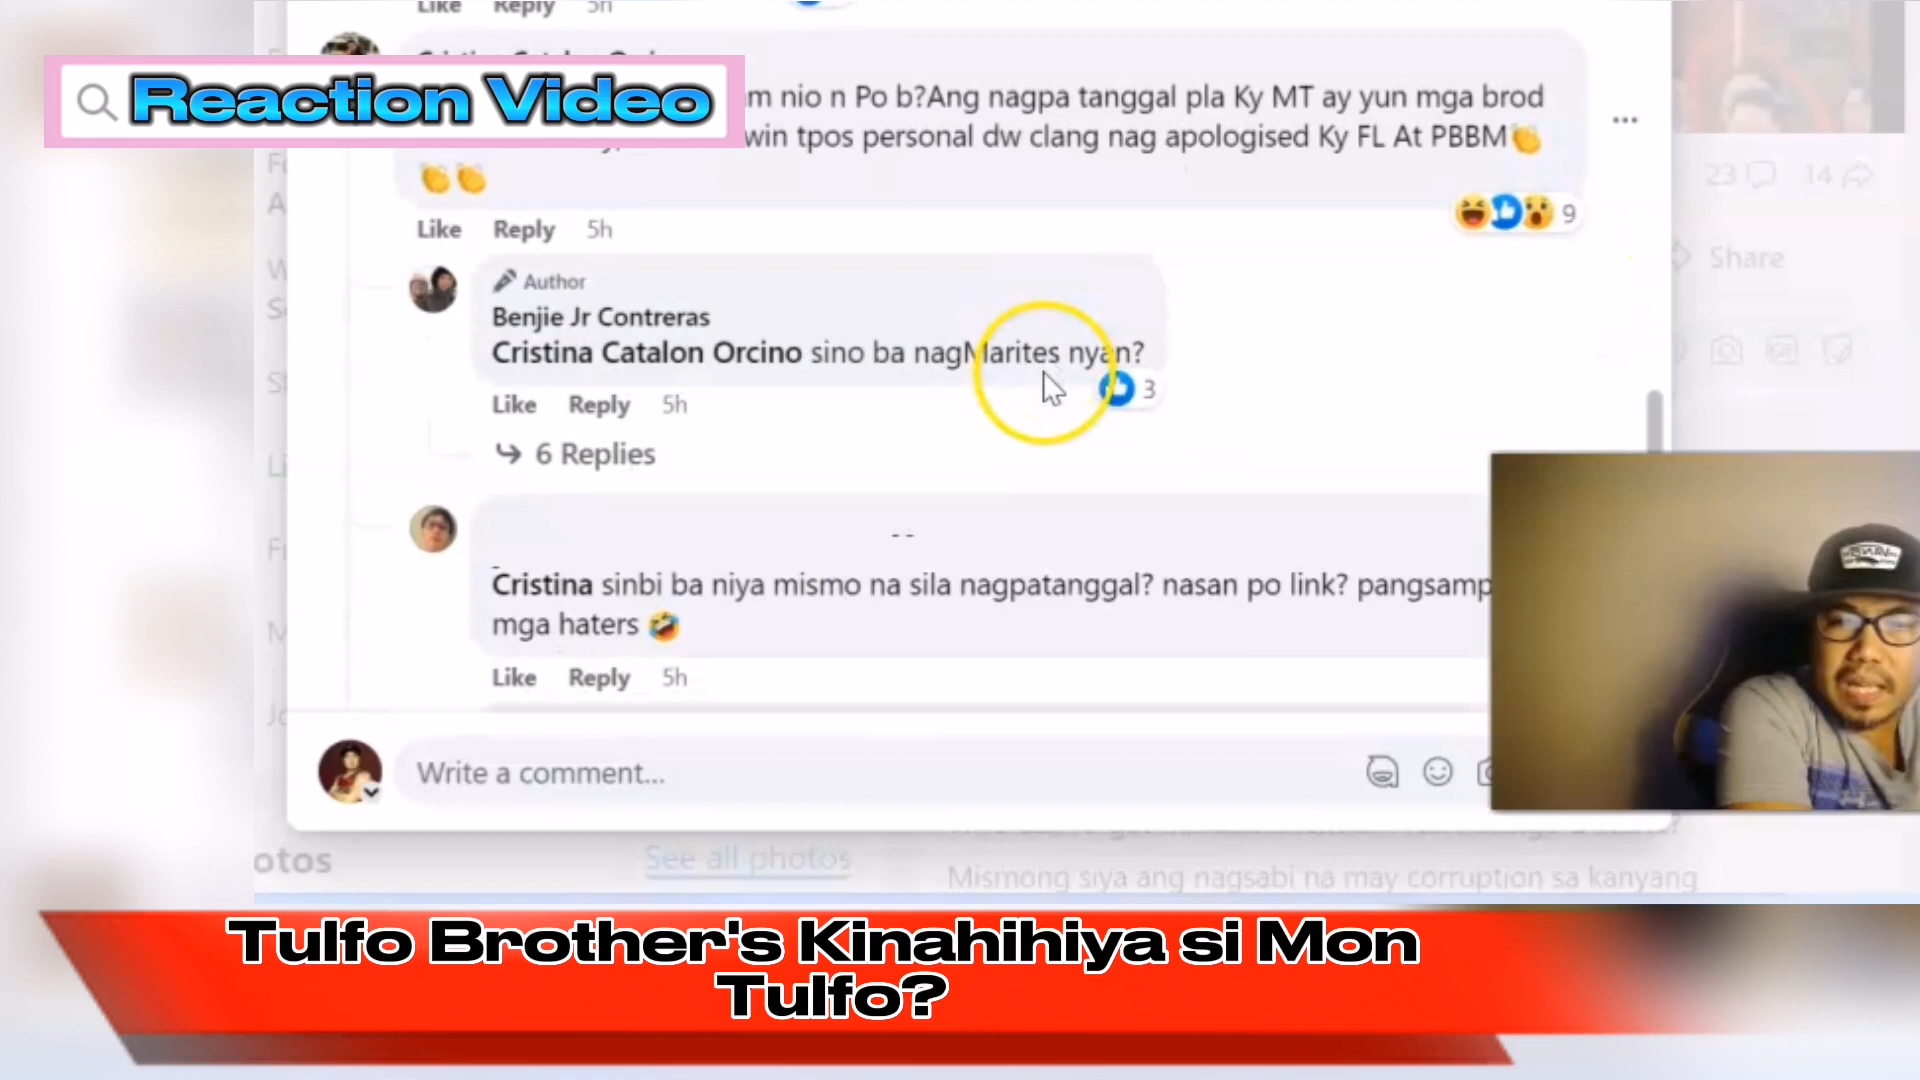 Like Reply 5h
Reaction Video
m nio n Po b?Ang nagpa tanggal pla Ky MT ay yun mga brod
win tpos personal dw clang nag apologised Ky FL At PBBM👏
👏👏
23 14
Like Reply 5h
9
Share
Author
Benjie Jr Contreras
Cristina Catalon Orcino sino ba nagMarites nyan?
3
Like Reply 5h
6 Replies
Cristina sinbi ba niya mismo na sila nagpatanggal? nasan po link? pangsamp
mga haters 🤣
Like Reply 5h
Write a comment...
otos See all photos
Mismong siya ang nagsabi na may corruption sa kanyang
Tulfo Brother's Kinahihiya si Mon
Tulfo?